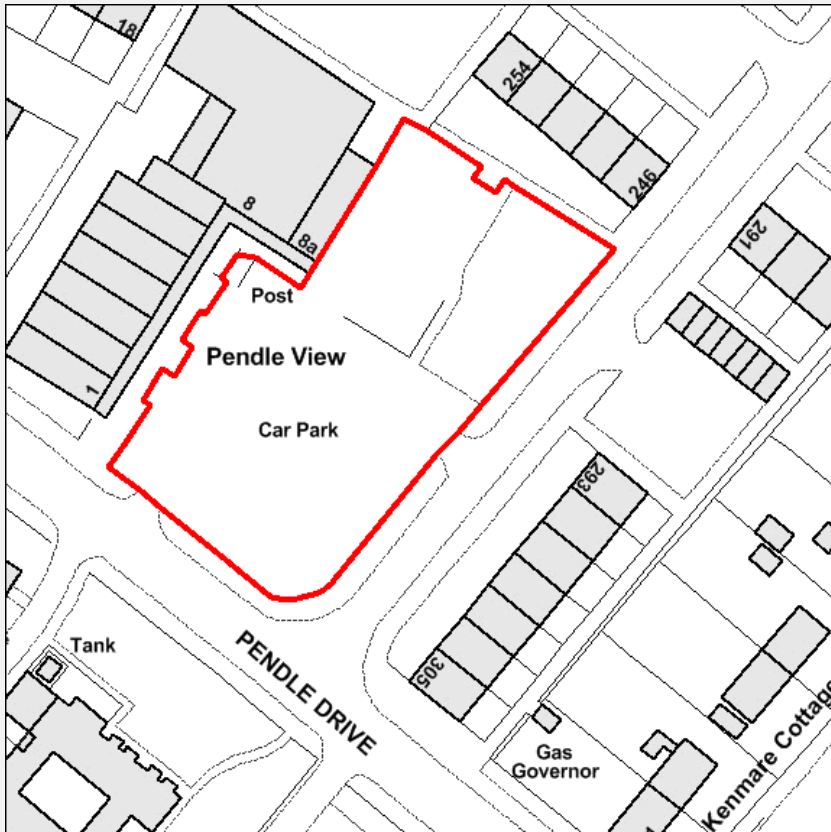 18
254
246
8
8a
291
Post
Pendle View
1
Car Park
293
Tank
PENDLE DRIVE
305
Gas
Governor
Kenmare Cottage